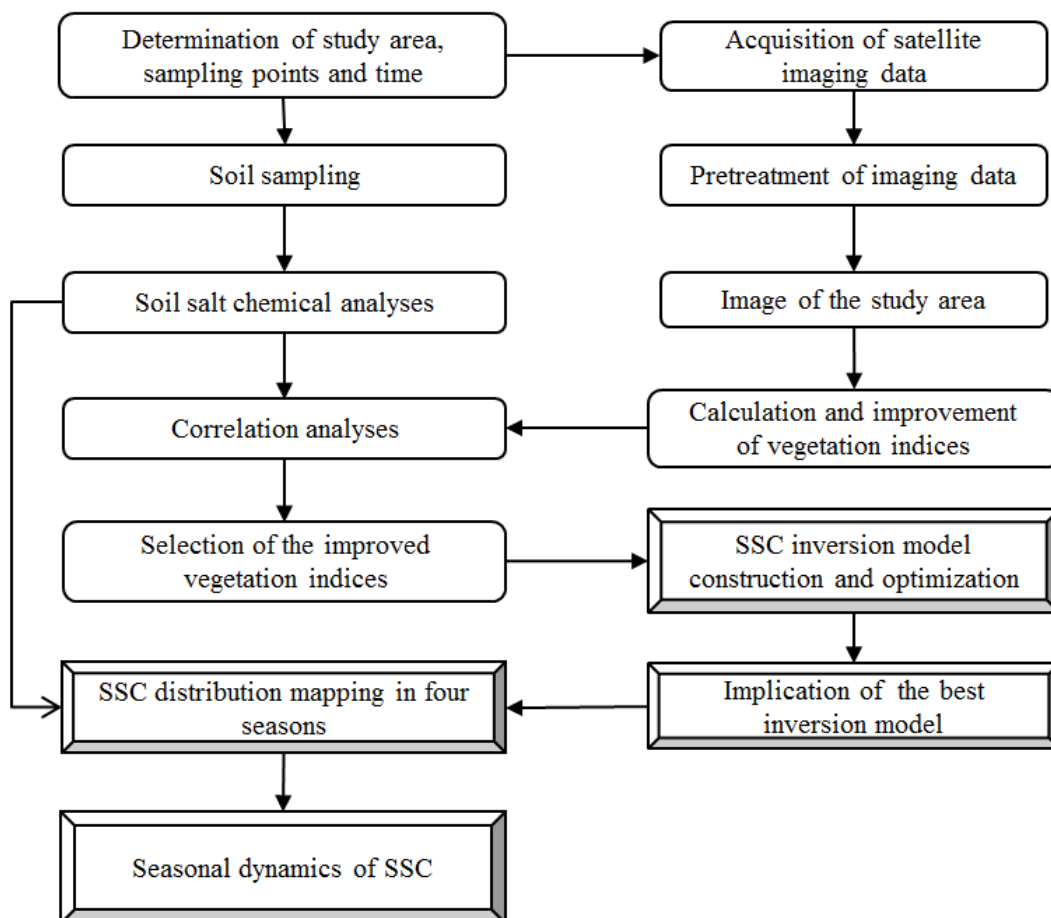 Determination of study area,
sampling points and time
Acquisition of satellite
imaging data
Soil sampling
Pretreatment of imaging data
Soil salt chemical analyses
Image of the study area
Correlation analyses
Calculation and improvement
of vegetation indices
Selection of the improved
vegetation indices
SSC inversion model
construction and optimization
SSC distribution mapping in four
seasons
Implication of the best
inversion model
Seasonal dynamics of SSC